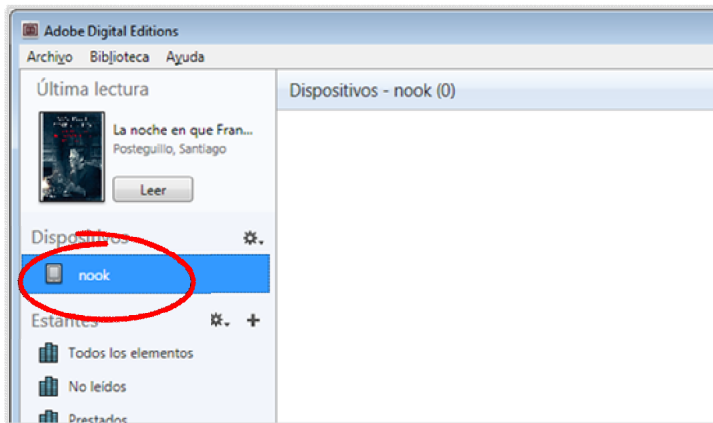 Adobe Digital Editions
Archivo Biblioteca Ayuda
Última lectura
La noche en que Fran...
Posteguillo, Santiago
Leer
Dispositivos - nook (0)
Dispositivos
nook
Estantes
Todos los elementos
No leídos
Prestados